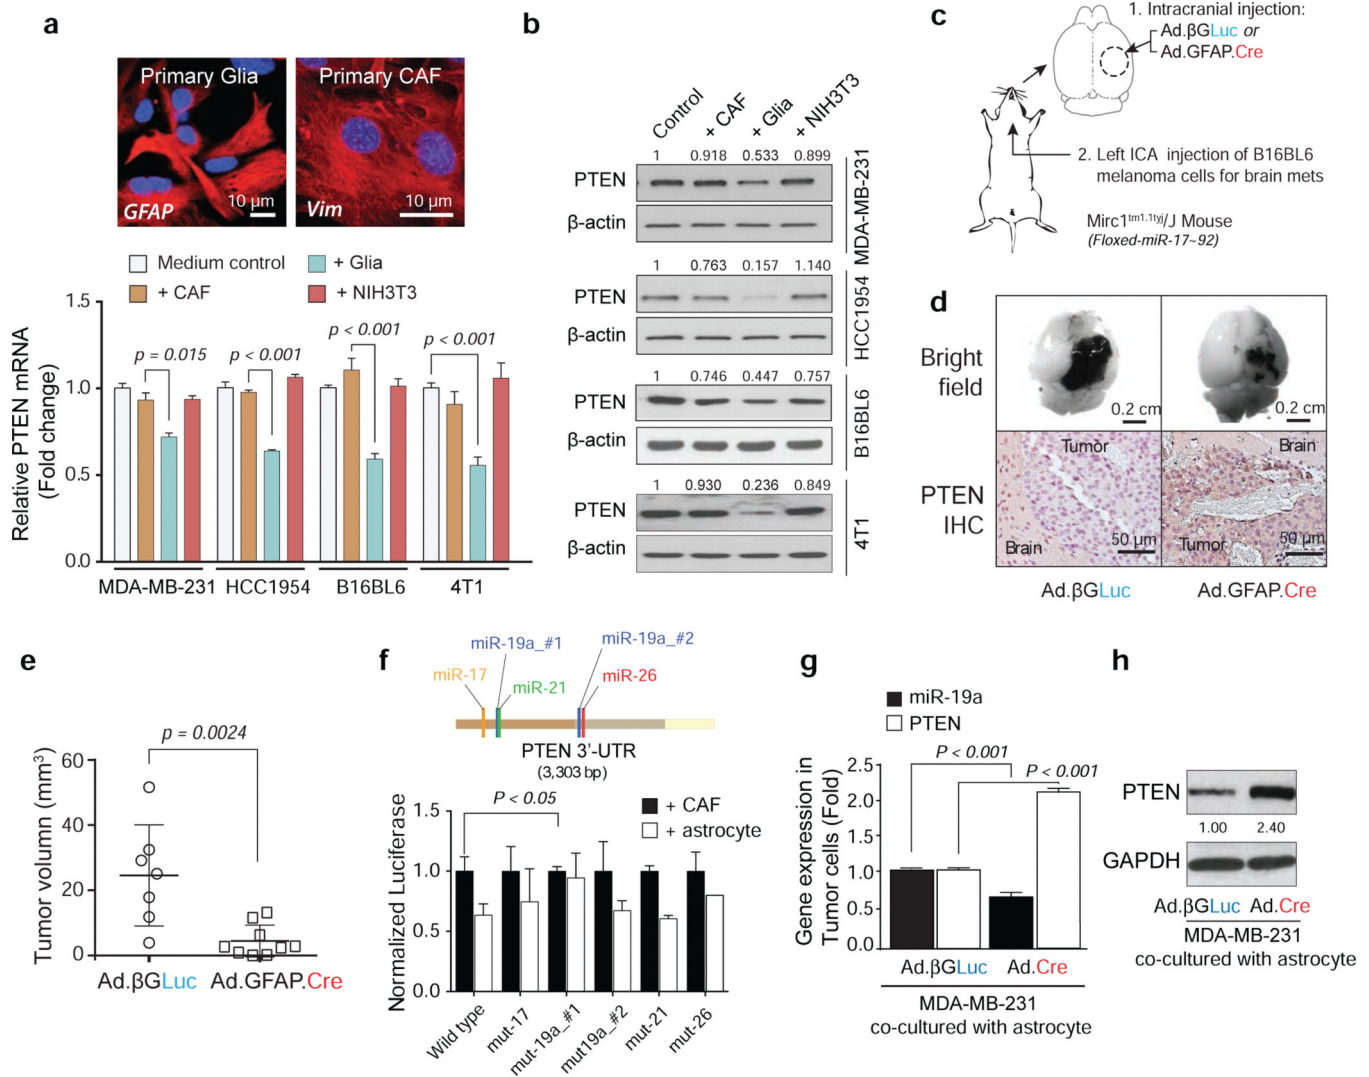 a
Primary Glia
Primary CAF
GFAP
10 μm
Vim
10 μm
Medium control
+ Glia
+ CAF
+ NIH3T3
Relative PTEN mRNA
(Fold change)
1.5
1.0
0.5
0.0
p = 0.015
p < 0.001
p < 0.001
p < 0.001
MDA-MB-231
HCC1954
B16BL6
4T1
b
Control
+ CAF
+ Glia
+ NIH3T3
1 0.918 0.533 0.899
PTEN
β-actin
MDA-MB-231
1 0.763 0.157 1.140
PTEN
β-actin
HCC1954
1 0.746 0.447 0.757
PTEN
β-actin
B16BL6
1 0.930 0.236 0.849
PTEN
β-actin
4T1
c
1. Intracranial injection:
Ad.βGLuc or
Ad.GFAP.Cre
2. Left ICA injection of B16BL6
melanoma cells for brain mets
Mirc1tm1.1tyj/J Mouse
(Floxed-miR-17~92)
d
Bright
field
0.2 cm
0.2 cm
PTEN
IHC
Tumor
Brain
50 μm
Brain
Tumor
50 μm
Ad.βGLuc
Ad.GFAP.Cre
e
p = 0.0024
Tumor volumn (mm3)
60
40
20
0
Ad.βGLuc
Ad.GFAP.Cre
f
miR-19a_#1
miR-19a_#2
miR-17
miR-21
miR-26
PTEN 3'-UTR
(3,303 bp)
Normalized Luciferase
1.5
1.0
0.5
0.0
P < 0.05
+ CAF
+ astrocyte
Wild type
mut-17
mut-19a_#1
mut19a_#2
mut-21
mut-26
g
miR-19a
PTEN
Gene expression in
Tumor cells (Fold)
2.5
2.0
1.5
1.0
0.5
0.0
P < 0.001
P < 0.001
Ad.βGLuc
Ad.Cre
MDA-MB-231
co-cultured with astrocyte
h
PTEN
1.00 2.40
GAPDH
Ad.βGLuc Ad.Cre
MDA-MB-231
co-cultured with astrocyte